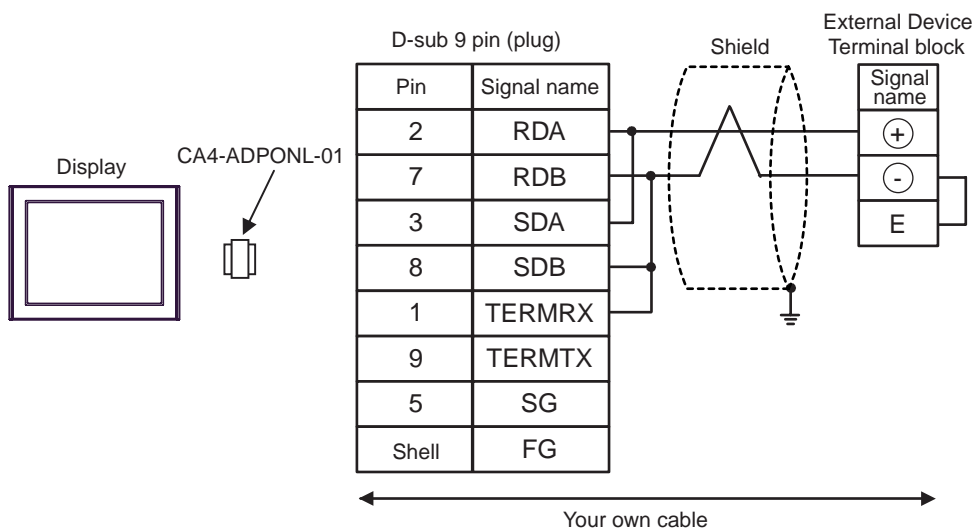 External Device
Terminal block
D-sub 9 pin (plug)
Shield
Pin Signal name
Signal name
2 RDA
+
7 RDB
-
3 SDA
E
8 SDB
1 TERMRX
9 TERMTX
5 SG
Shell FG
Display
CA4-ADPONL-01
Your own cable